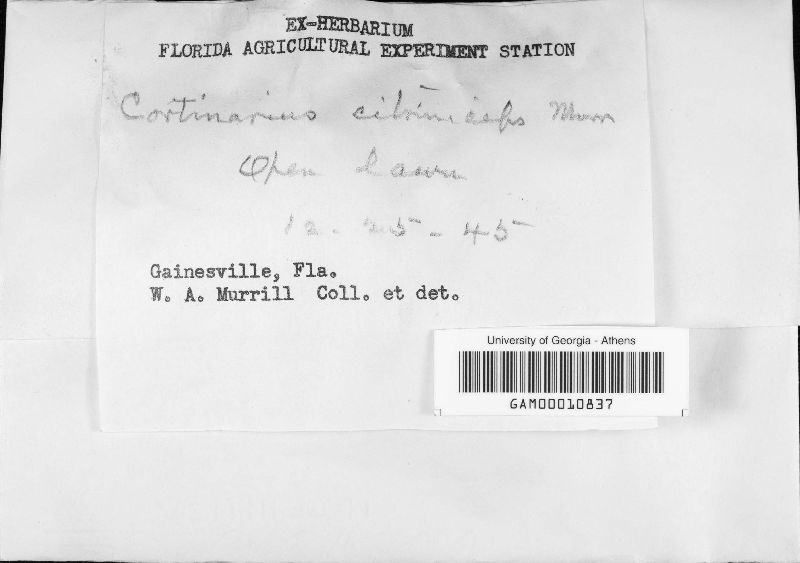 EX-HERBARIUM
FLORIDA AGRICULTURAL EXPERIMENT STATION
Cortinarius citriniceps Murr
Open lawn
12-25-45
Gainesville, Fla.
W. A. Murrill Coll. et det.
University of Georgia - Athens
GAM00010837